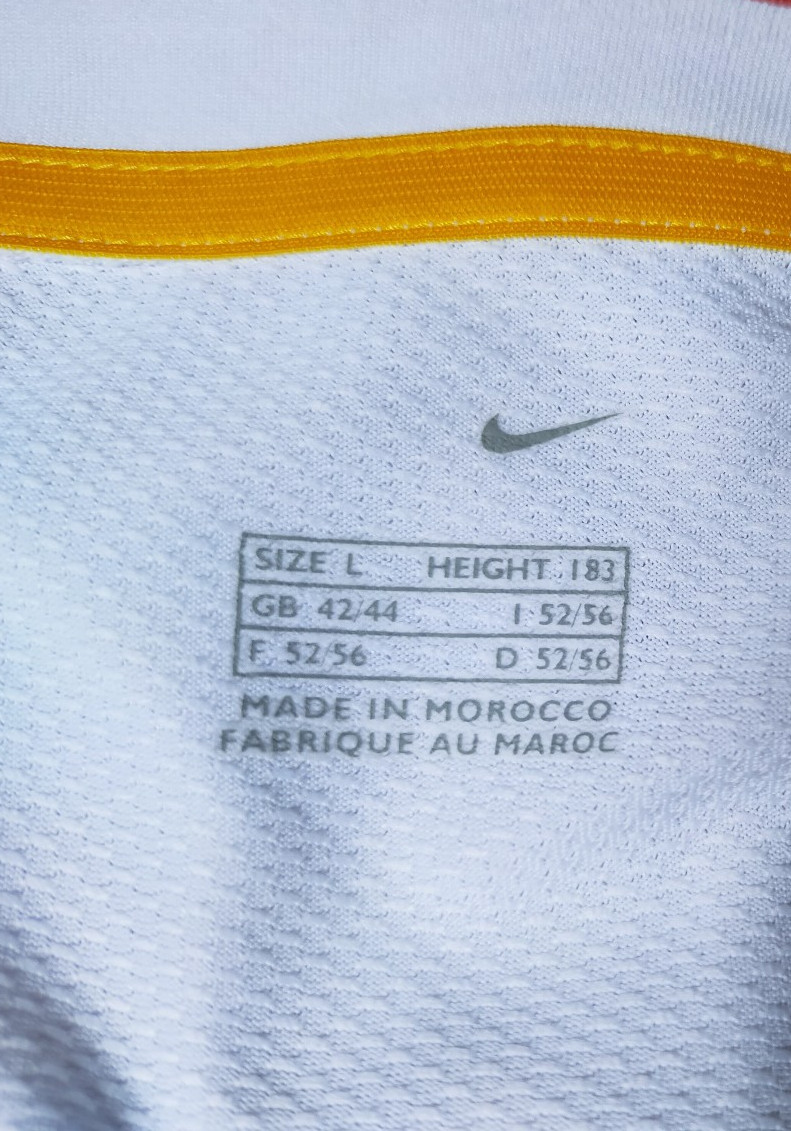 SIZE L HEIGHT 183
GB 42/44 I 52/56
F 52/56 D 52/56
MADE IN MOROCCO
FABRIQUE AU MAROC